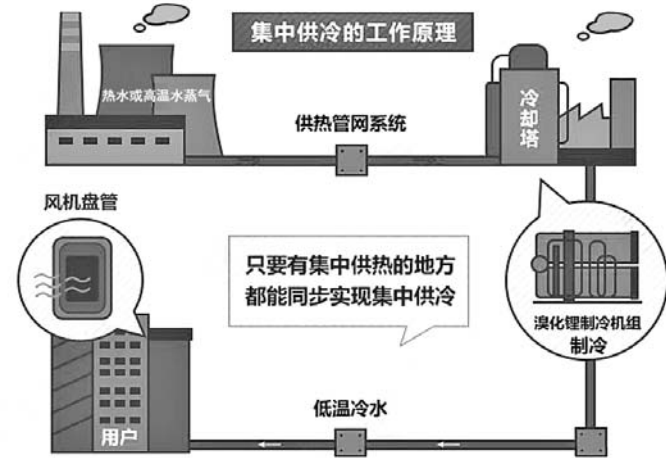 集中供冷的工作原理
热水或高温水蒸气
供热管网系统
冷却塔
风机盘管
只要有集中供热的地方
都能同步实现集中供冷
溴化锂制冷机组
制冷
低温冷水
用户